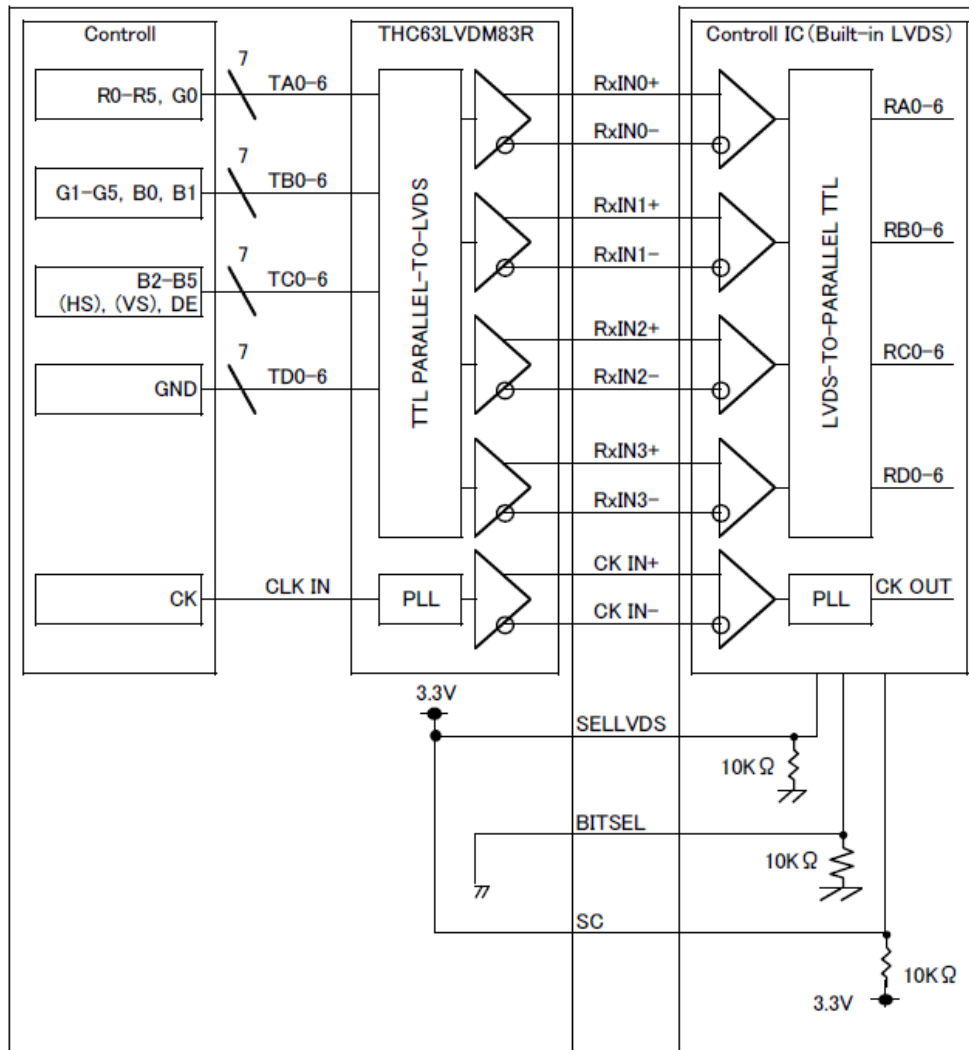 Controll
THC63LVDM83R
Controll IC(Built-in LVDS)
7
R0-R5, G0
TA0-6
RxIN0+
RxIN0-
RA0-6
7
G1-G5, B0, B1
TB0-6
RxIN1+
RxIN1-
RB0-6
7
B2-B5
(HS), (VS), DE
TC0-6
RxIN2+
RxIN2-
RC0-6
7
GND
TD0-6
RxIN3+
RxIN3-
RD0-6
TTL PARALLEL-TO-LVDS
LVDS-TO-PARALLEL TTL
CK
CLK IN
PLL
CK IN+
CK IN-
PLL
CK OUT
3.3V
SELLVDS
10KΩ
BITSEL
10KΩ
SC
10KΩ
3.3V